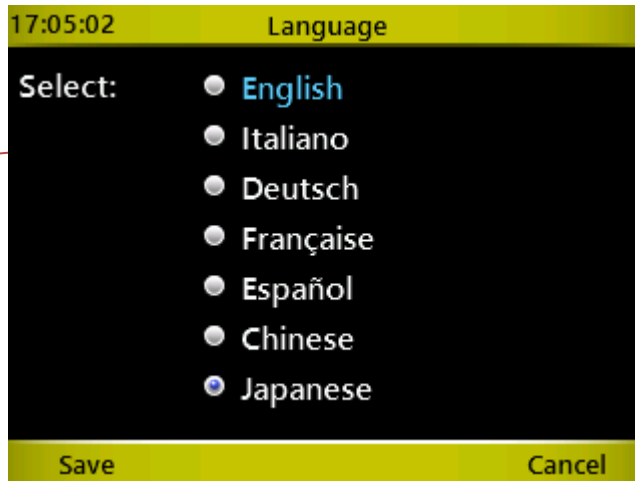 17:05:02 Language
Select: English
Italiano
Deutsch
Française
Español
Chinese
Japanese
Save Cancel